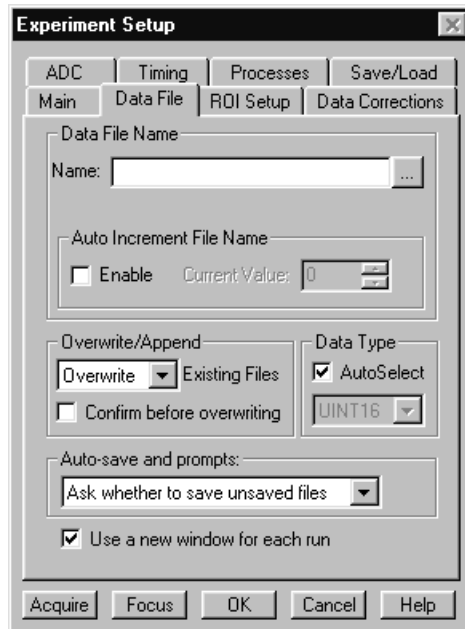 Experiment Setup
ADC Timing Processes Save/Load
Main Data File ROI Setup Data Corrections
Data File Name
Name: ...
Auto Increment File Name
Enable Current Value: 0
Overwrite/Append Data Type
Overwrite Existing Files AutoSelect
Confirm before overwriting UINT16
Auto-save and prompts:
Ask whether to save unsaved files
Use a new window for each run
Acquire Focus OK Cancel Help